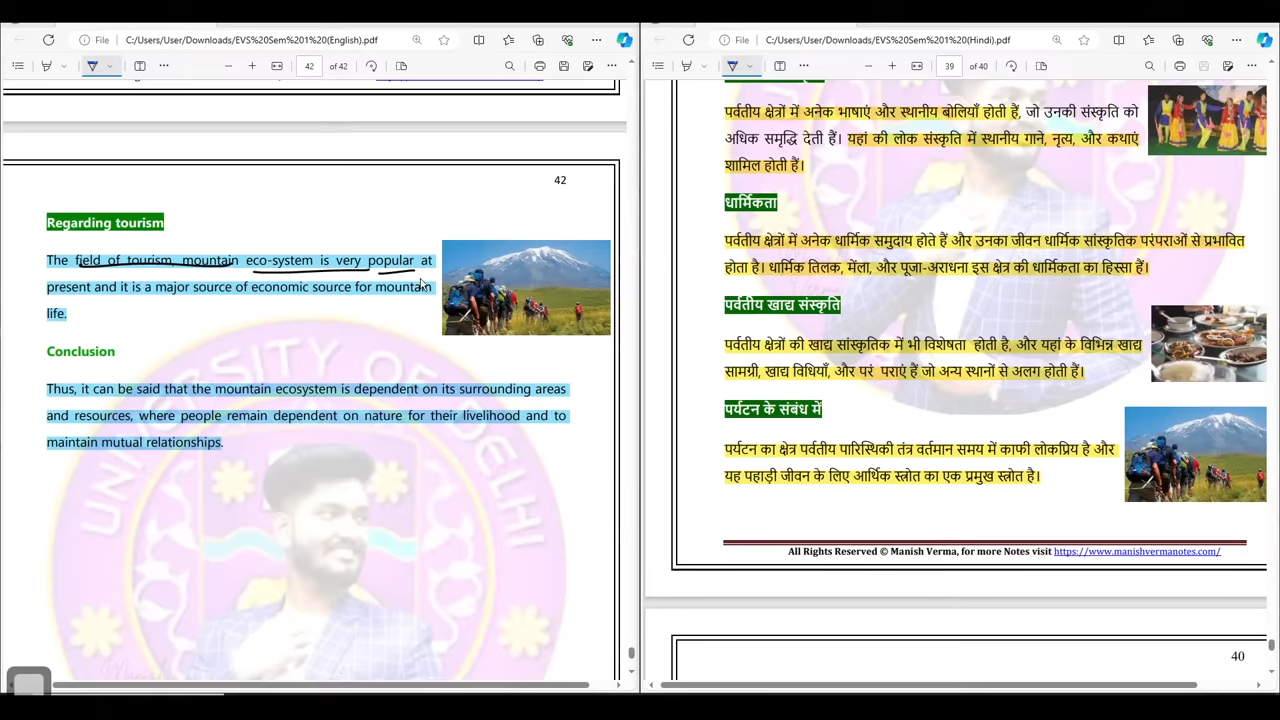 File
C:/Users/User/Downloads/EVS%20Sem%201%20(English).pdf
42 of 42
42
Regarding tourism
The field of tourism, mountain eco-system is very popular at
present and it is a major source of economic source for mountain
life.
Conclusion
Thus, it can be said that the mountain ecosystem is dependent on its surrounding areas
and resources, where people remain dependent on nature for their livelihood and to
maintain mutual relationships.
File
C:/Users/User/Downloads/EVS%20Sem%201%20(Hindi).pdf
39 of 40
पर्वतीय क्षेत्रों में अनेक भाषाएं और स्थानीय बोलियाँ होती हैं, जो उनकी संस्कृति को
अधिक समृद्धि देती हैं। यहां की लोक संस्कृति में स्थानीय गाने, नृत्य, और कथाएं
शामिल होती हैं।
धार्मिकता
पर्वतीय क्षेत्रों में अनेक धार्मिक समुदाय होते हैं और उनका जीवन धार्मिक सांस्कृतिक परंपराओं से प्रभावित
होता है। धार्मिक तिलक, मेंला, और पूजा-अराधना इस क्षेत्र की धार्मिकता का हिस्सा हैं।
पर्वतीय खाद्य संस्कृति
पर्वतीय क्षेत्रों की खाद्य सांस्कृतिक में भी विशेषता होती है, और यहां के विभिन्न खाद्य
सामग्री, खाद्य विधियाँ, और परं पराएं हैं जो अन्य स्थानों से अलग होती हैं।
पर्यटन के संबंध में
पर्यटन का क्षेत्र पर्वतीय पारिस्थिकी तंत्र वर्तमान समय में काफी लोकप्रिय है और
यह पहाड़ी जीवन के लिए आर्थिक स्त्रोत का एक प्रमुख स्त्रोत है।
All Rights Reserved © Manish Verma, for more Notes visit https://www.manishvermanotes.com/
40
UNIVERSITY OF DELHI